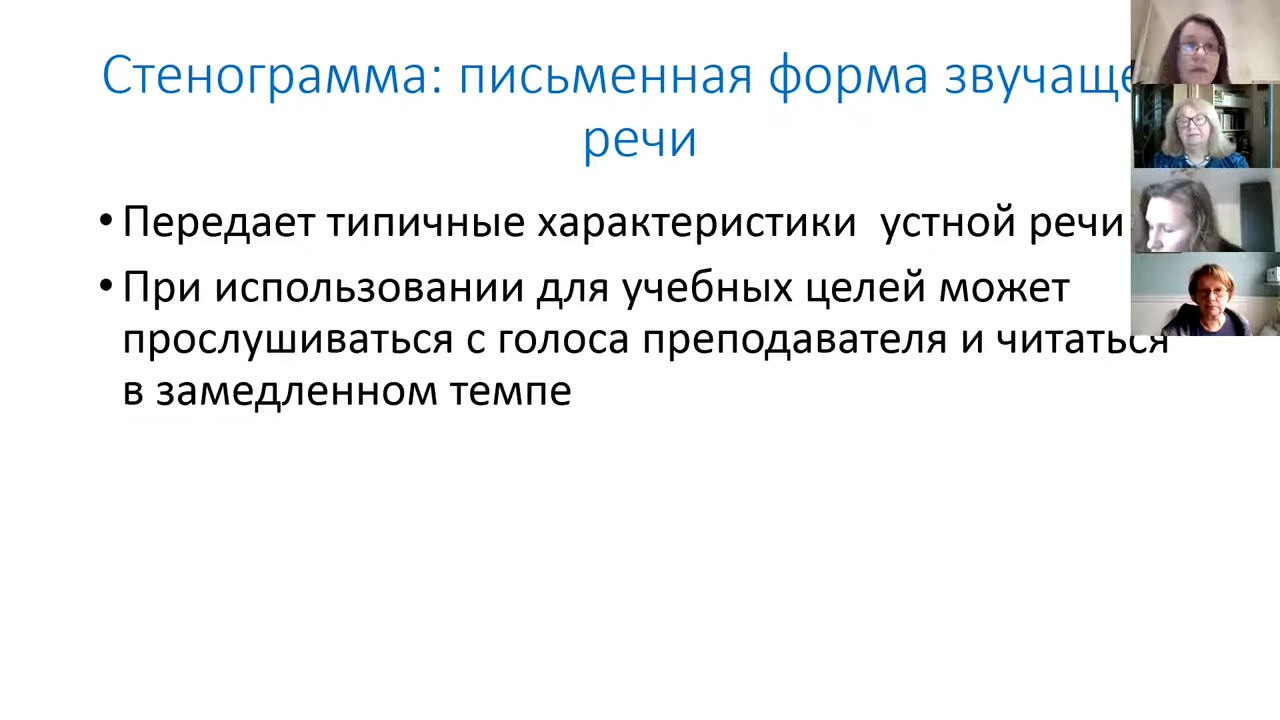 Стенограмма: письменная форма звучаще
речи
• Передает типичные характеристики устной речи
• При использовании для учебных целей может
прослушиваться с голоса преподавателя и читаться
в замедленном темпе